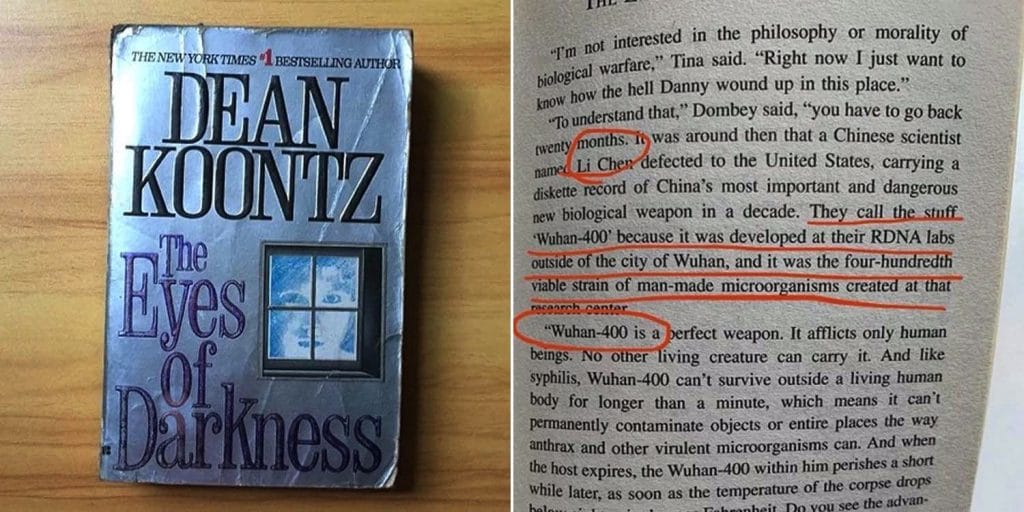 THE NEW YORK TIMES #1 BESTSELLING AUTHOR
DEAN
KOONTZ
The
Eyes
of
Darkness
THE
"I'm not interested in the philosophy or morality of
biological warfare," Tina said. "Right now I just want to
know how the hell Danny wound up in this place."
"To understand that," Dombey said, "you have to go back
twenty months. It was around then that a Chinese scientist
named Li Chen defected to the United States, carrying a
diskette record of China's most important and dangerous
new biological weapon in a decade. They call the stuff
'Wuhan-400' because it was developed at their RDNA labs
outside of the city of Wuhan, and it was the four-hundredth
viable strain of man-made microorganisms created at that
research center.
"Wuhan-400 is a perfect weapon. It afflicts only human
beings. No other living creature can carry it. And like
syphilis, Wuhan-400 can't survive outside a living human
body for longer than a minute, which means it can't
permanently contaminate objects or entire places the way
anthrax and other virulent microorganisms can. And when
the host expires, the Wuhan-400 within him perishes a short
while later, as soon as the temperature of the corpse drops
below Fahrenheit. Do you see the advan-